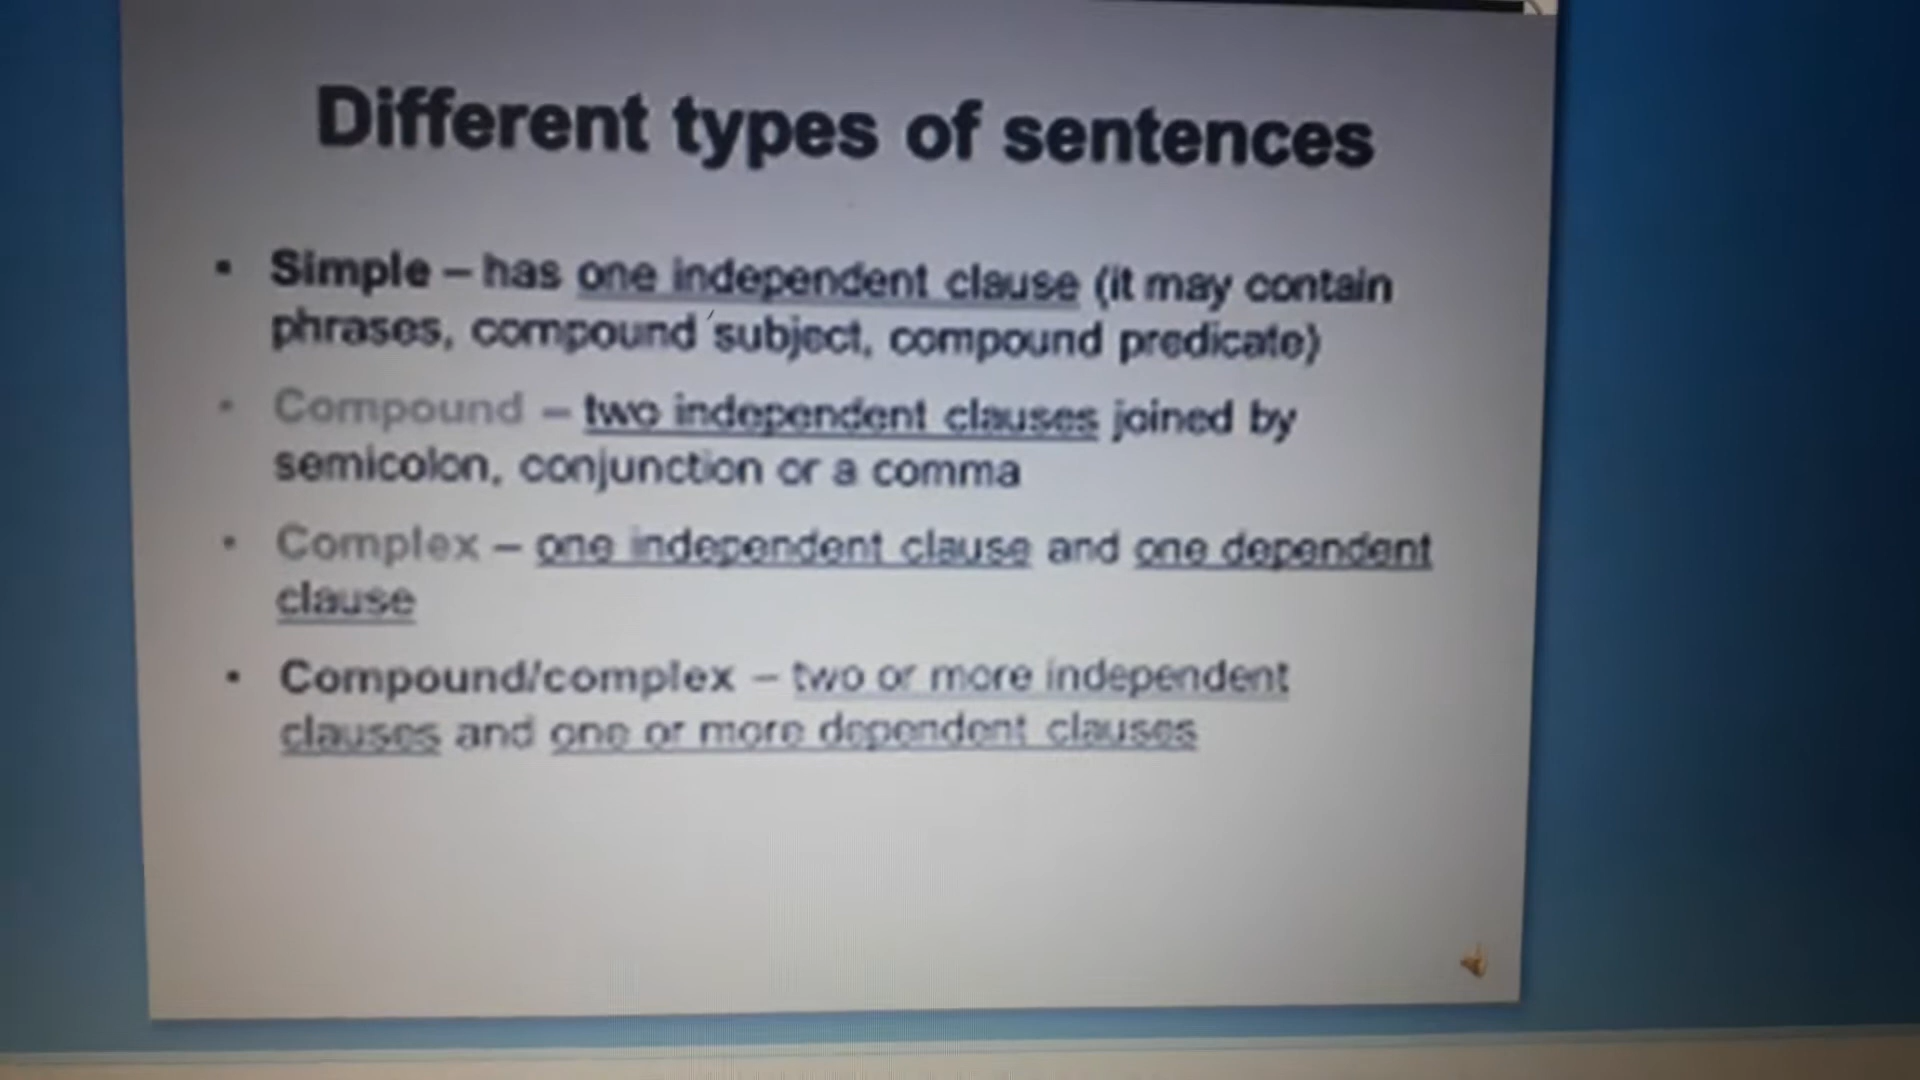 Different types of sentences
• Simple – has one independent clause (it may contain
phrases, compound subject, compound predicate)
• Compound – two independent clauses joined by
semicolon, conjunction or a comma
• Complex – one independent clause and one dependent
clause
• Compound/complex – two or more independent
clauses and one or more dependent clauses